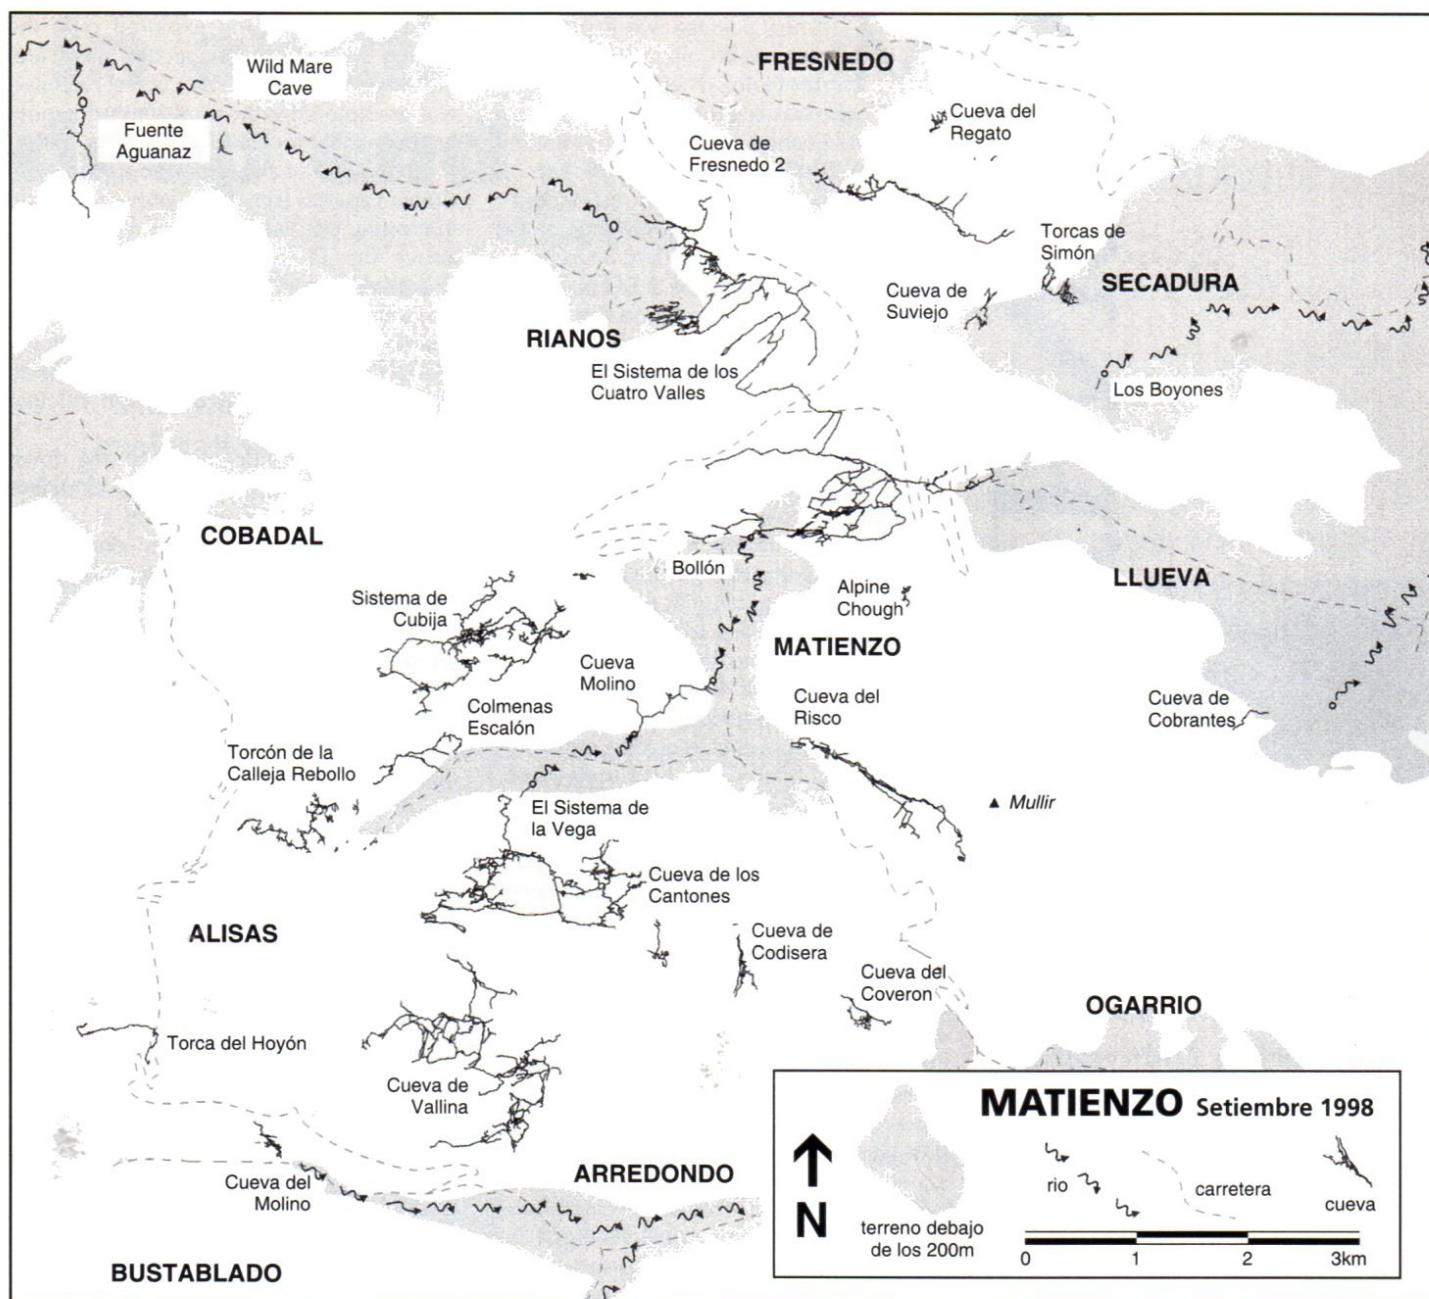 FRESNEDO
Wild Mare
Cave
Cueva del
Regato
Fuente
Aguanaz
Cueva de
Fresnedo 2
Torcas de
Simón
SECADURA
Cueva de
Suviejo
RIANOS
El Sistema de los
Cuatro Valles
Los Boyones
COBADAL
Bollón
LLUEVA
Alpine
Chough
Sistema de
Cubija
MATIENZO
Cueva
Molino
Cueva del
Risco
Cueva de
Cobrantes
Colmenas
Escalón
Torcón de la
Calleja Rebollo
Mullir
El Sistema de
la Vega
Cueva de los
Cantones
ALISAS
Cueva de
Codisera
Cueva del
Coveron
OGARRIO
Torca del Hoyón
Cueva de
Vallina
ARREDONDO
Cueva del
Molino
BUSTABLADO
MATIENZO Setiembre 1998
N
rio
carretera
cueva
terreno debajo
de los 200m
0 1 2 3km